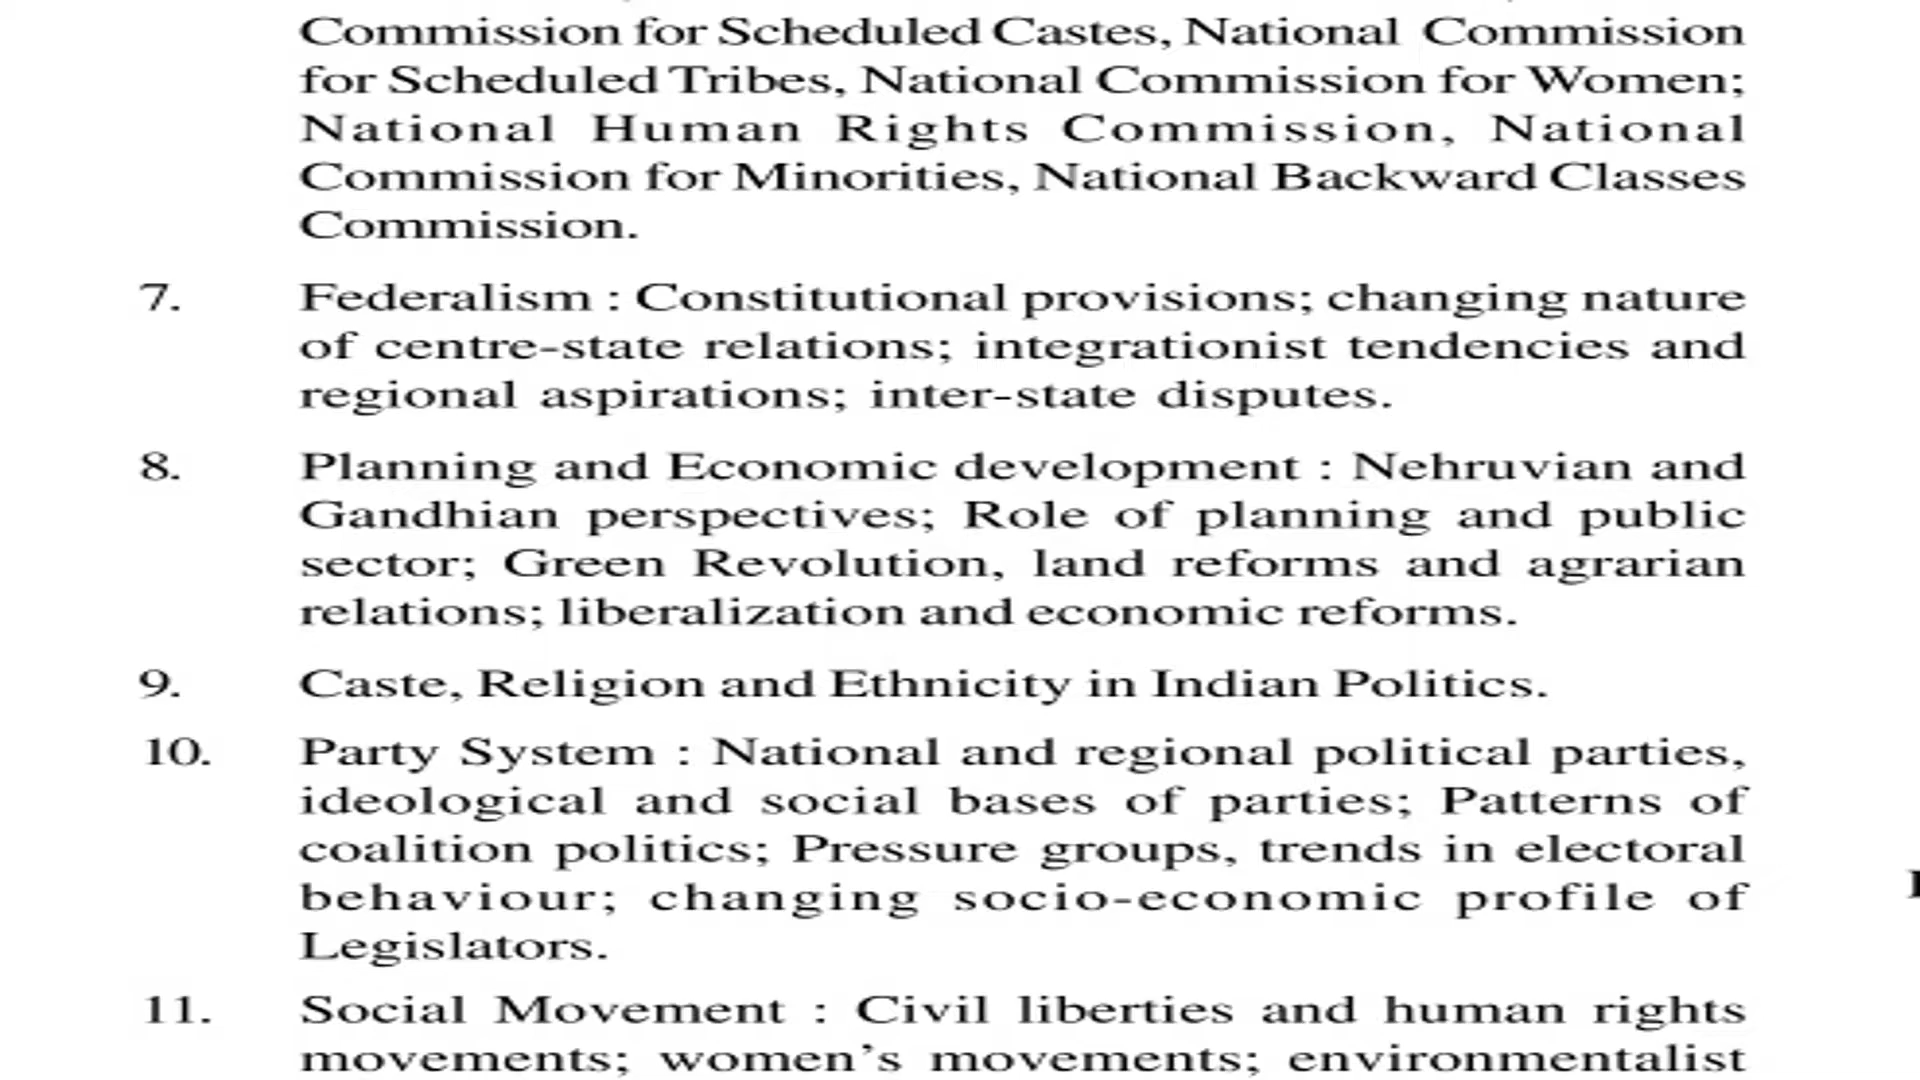 Commission for Scheduled Castes, National Commission
for Scheduled Tribes, National Commission for Women;
National Human Rights Commission, National
Commission for Minorities, National Backward Classes
Commission.
7. Federalism : Constitutional provisions; changing nature
of centre-state relations; integrationist tendencies and
regional aspirations; inter-state disputes.
8. Planning and Economic development : Nehruvian and
Gandhian perspectives; Role of planning and public
sector; Green Revolution, land reforms and agrarian
relations; liberalization and economic reforms.
9. Caste, Religion and Ethnicity in Indian Politics.
10. Party System : National and regional political parties,
ideological and social bases of parties; Patterns of
coalition politics; Pressure groups, trends in electoral
behaviour; changing socio-economic profile of
Legislators.
11. Social Movement : Civil liberties and human rights
movements; women's movements; environmentalist